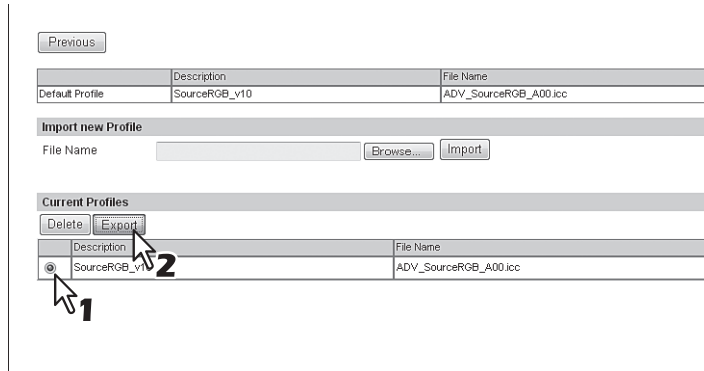 Previous
Description File Name
Default Profile SourceRGB_v10 ADV_SourceRGB_A00.icc
Import new Profile
File Name Browse... Import
Current Profiles
Delete Export
Description File Name
SourceRGB_v10 ADV_SourceRGB_A00.icc
2
1